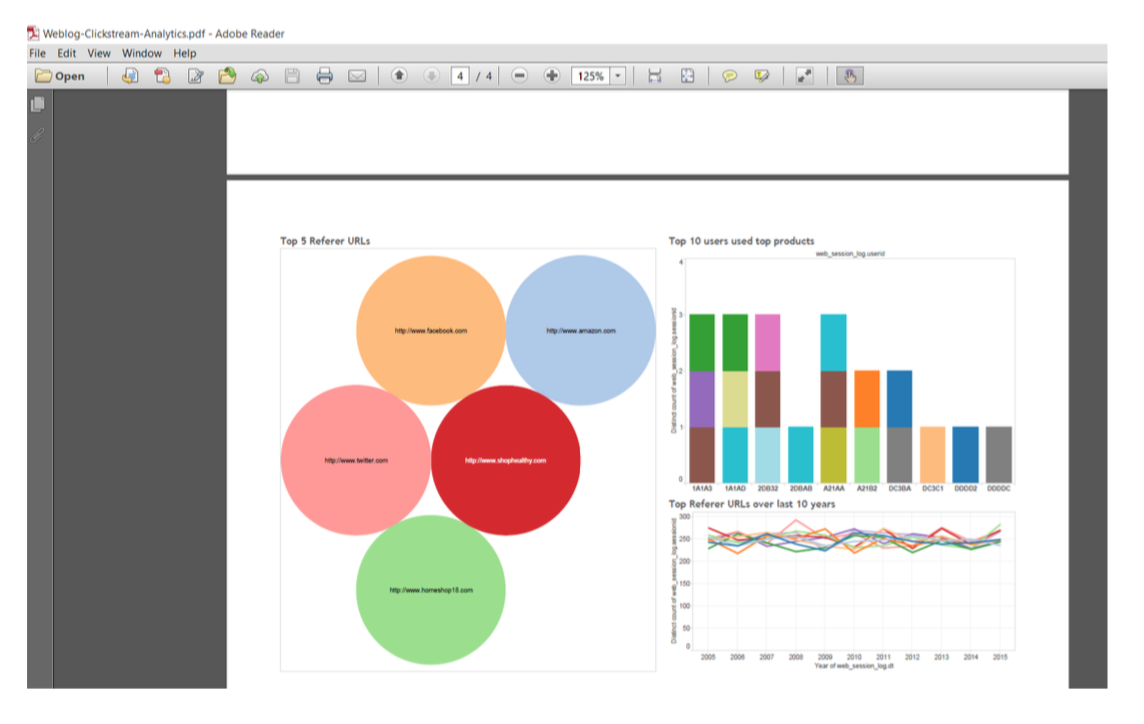 Weblog-Clickstream-Analytics.pdf - Adobe Reader
File Edit View Window Help
Open 4 / 4 125%
Top 5 Referer URLs
http://www.facebook.com
http://www.amazon.com
http://www.twitter.com
http://www.shophealthy.com
http://www.homeshop18.com
Top 10 users used top products
web_session_log.userid
Distinct count of web_session_log.sessionid
4
3
2
1
0
1A1A3 1A1AD 2DB32 2DBAB A21AA A21B2 DC3BA DC3C1 DDDD2 DDDDC
Top Referer URLs over last 10 years
Distinct count of web_session_log.sessionid
300
250
200
150
100
50
0
2005 2006 2007 2008 2009 2010 2011 2012 2013 2014 2015
Year of web_session_log.dt